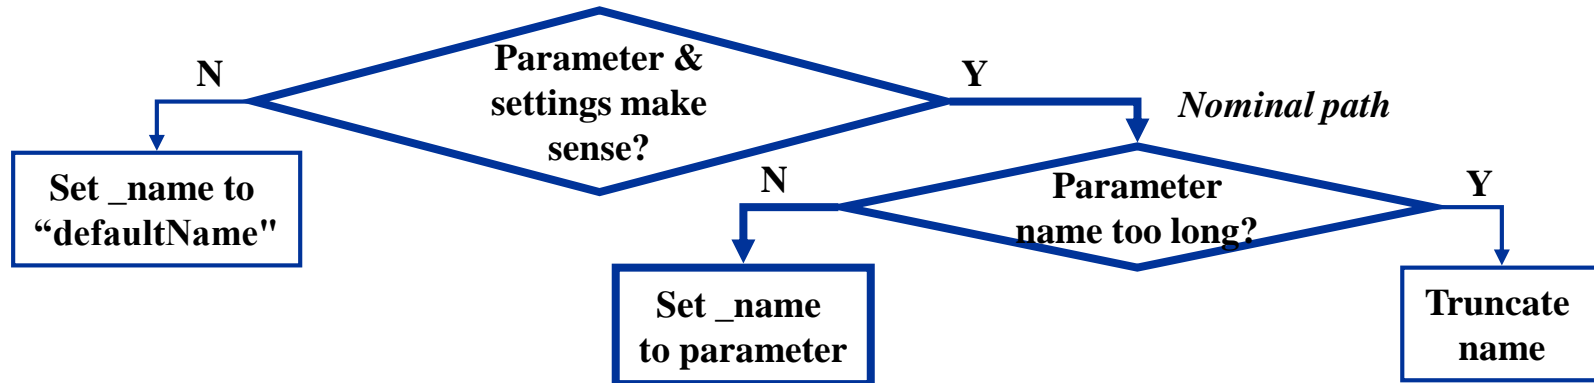 N
Parameter &
settings make
sense?
Y
Nominal path
Set _name to
“defaultName"
N
Parameter
name too long?
Y
Set _name
to parameter
Truncate
name